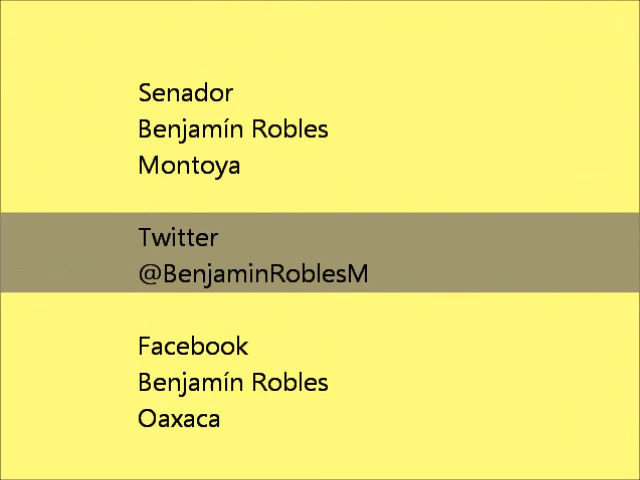 Senador
Benjamín Robles
Montoya
Twitter
@BenjaminRoblesM
Facebook
Benjamín Robles
Oaxaca